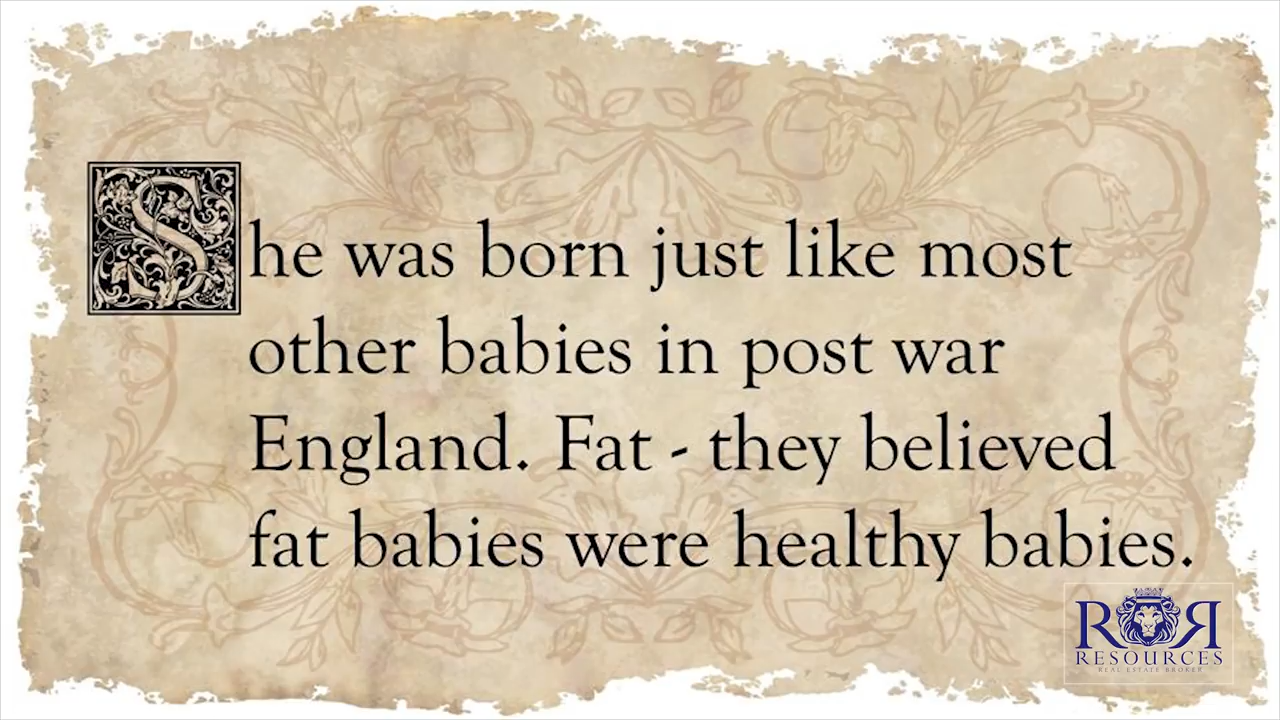 She was born just like most
other babies in post war
England. Fat - they believed
fat babies were healthy babies.
RR
RESOURCES
REAL ESTATE BROKER